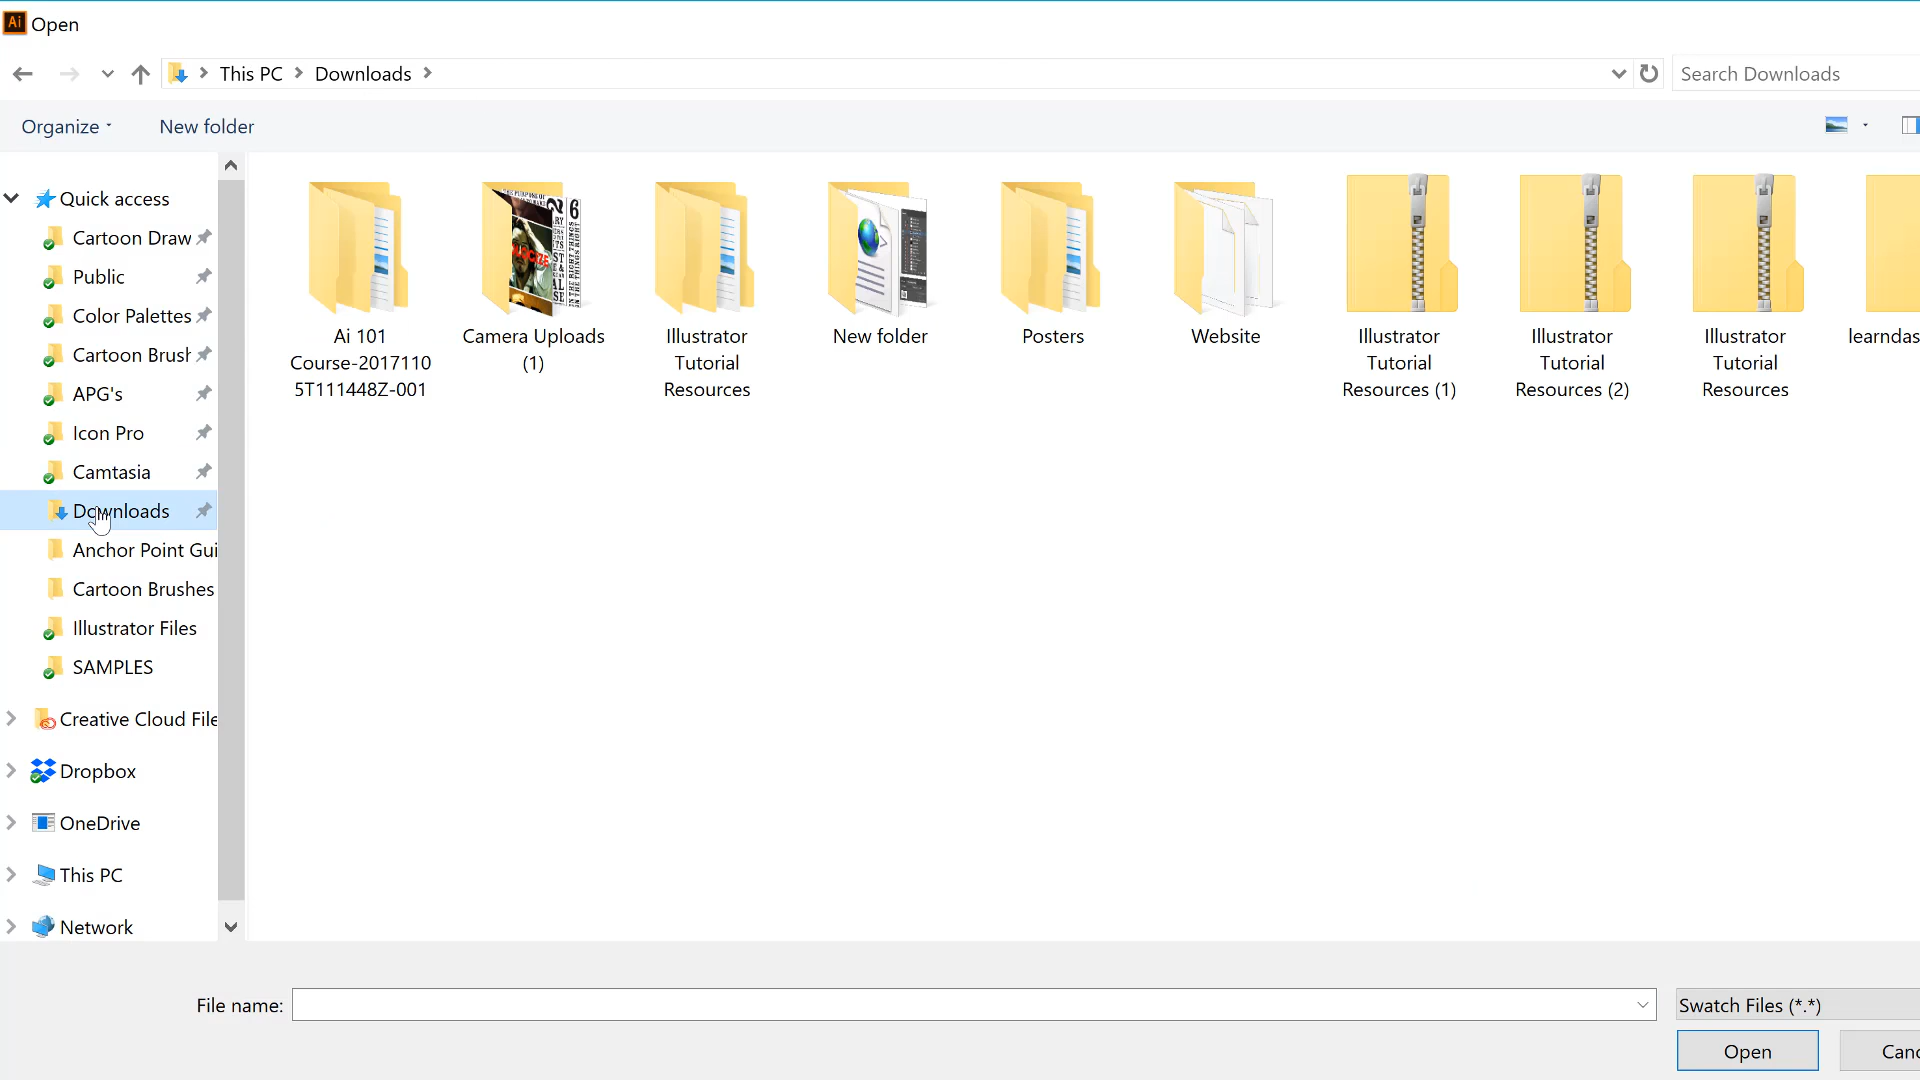 Ai Open
This PC Downloads
Search Downloads
Organize
New folder
Quick access
Cartoon Draw
Public
Color Palettes
Cartoon Brush
APG's
Icon Pro
Camtasia
Downloads
Anchor Point Gui
Cartoon Brushes
Illustrator Files
SAMPLES
Creative Cloud File
Dropbox
OneDrive
This PC
Network
Ai 101
Course-2017110
5T111448Z-001
Camera Uploads
(1)
Illustrator
Tutorial
Resources
New folder
Posters
Website
Illustrator
Tutorial
Resources (1)
Illustrator
Tutorial
Resources (2)
Illustrator
Tutorial
Resources
learndas
File name:
Swatch Files (*.*)
Open
Canc